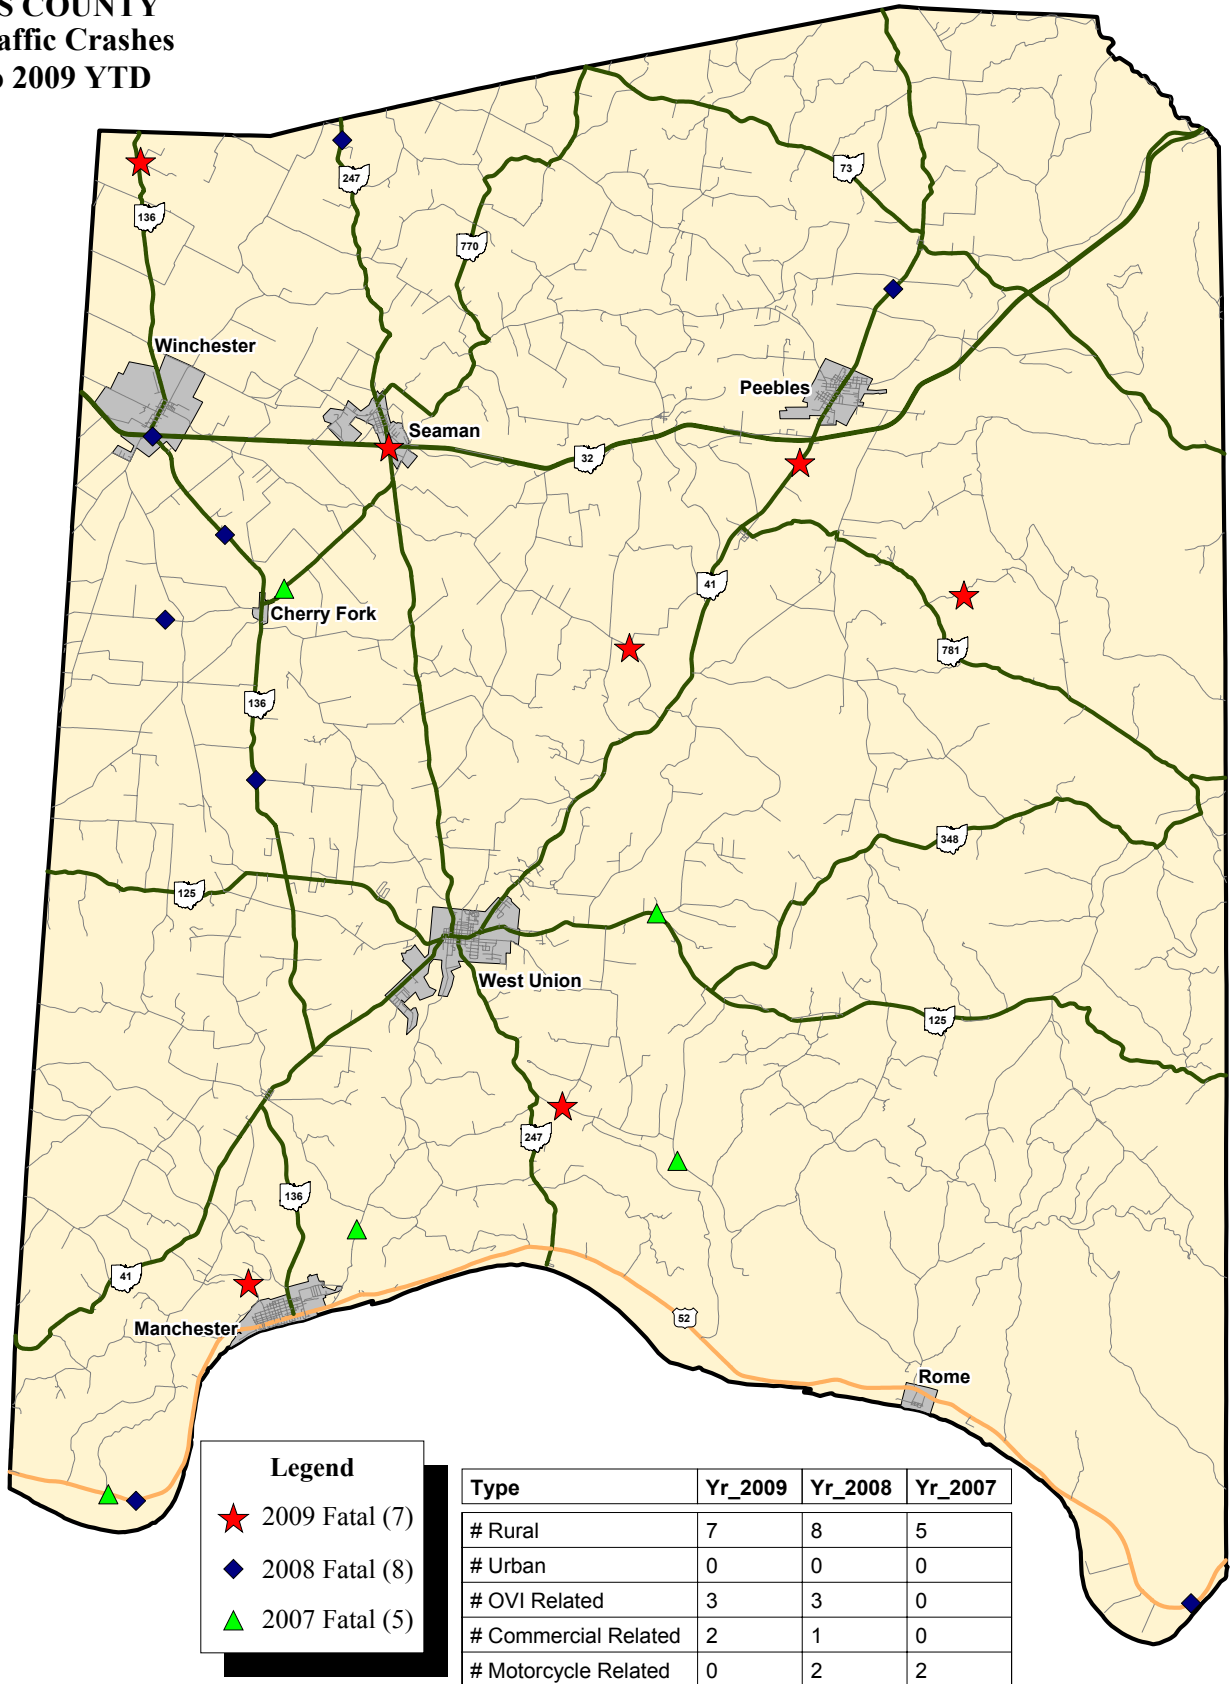 S COUNTY
affic Crashes
2009 YTD
247
73
136
770
Winchester
Peebles
Seaman
32
41
Cherry Fork
781
136
348
125
West Union
125
247
136
41
52
Manchester
Rome
Legend
2009 Fatal (7)
2008 Fatal (8)
2007 Fatal (5)
Type Yr_2009 Yr_2008 Yr_2007
# Rural 7 8 5
# Urban 0 0 0
# OVI Related 3 3 0
# Commercial Related 2 1 0
# Motorcycle Related 0 2 2